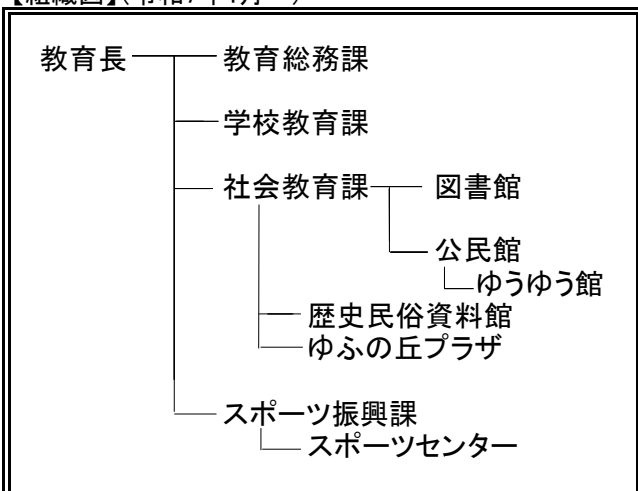 教育長 教育総務課
学校教育課
社会教育課 図書館
公民館
ゆうゆう館
歴史民俗資料館
ゆふの丘プラザ
スポーツ振興課
スポーツセンター